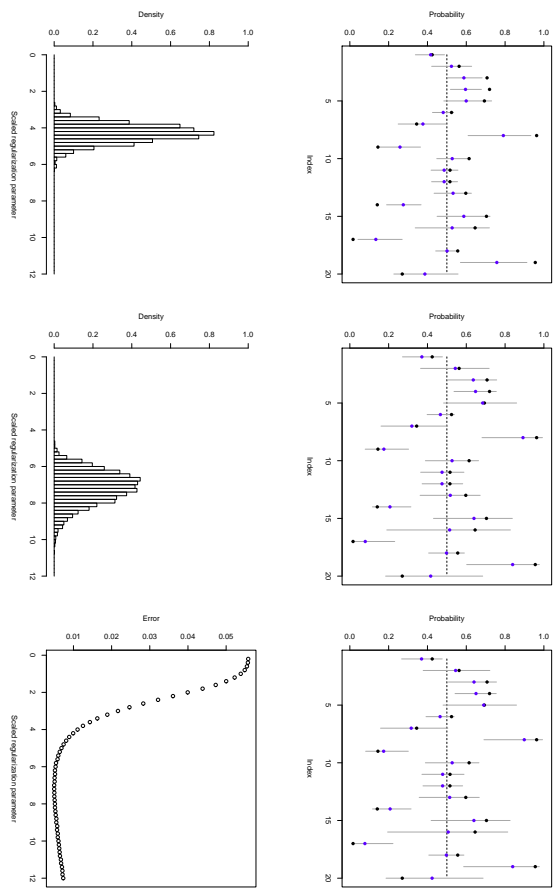 Density
0.0 0.2 0.4 0.6 0.8 1.0
0 2 4 6 8 10 12
Scaled regularization parameter
Probability
0.0 0.2 0.4 0.6 0.8 1.0
5 10 15 20
Index
Density
0.0 0.2 0.4 0.6 0.8 1.0
0 2 4 6 8 10 12
Scaled regularization parameter
Probability
0.0 0.2 0.4 0.6 0.8 1.0
5 10 15 20
Index
Error
0.01 0.02 0.03 0.04 0.05
0 2 4 6 8 10 12
Scaled regularization parameter
Probability
0.0 0.2 0.4 0.6 0.8 1.0
5 10 15 20
Index